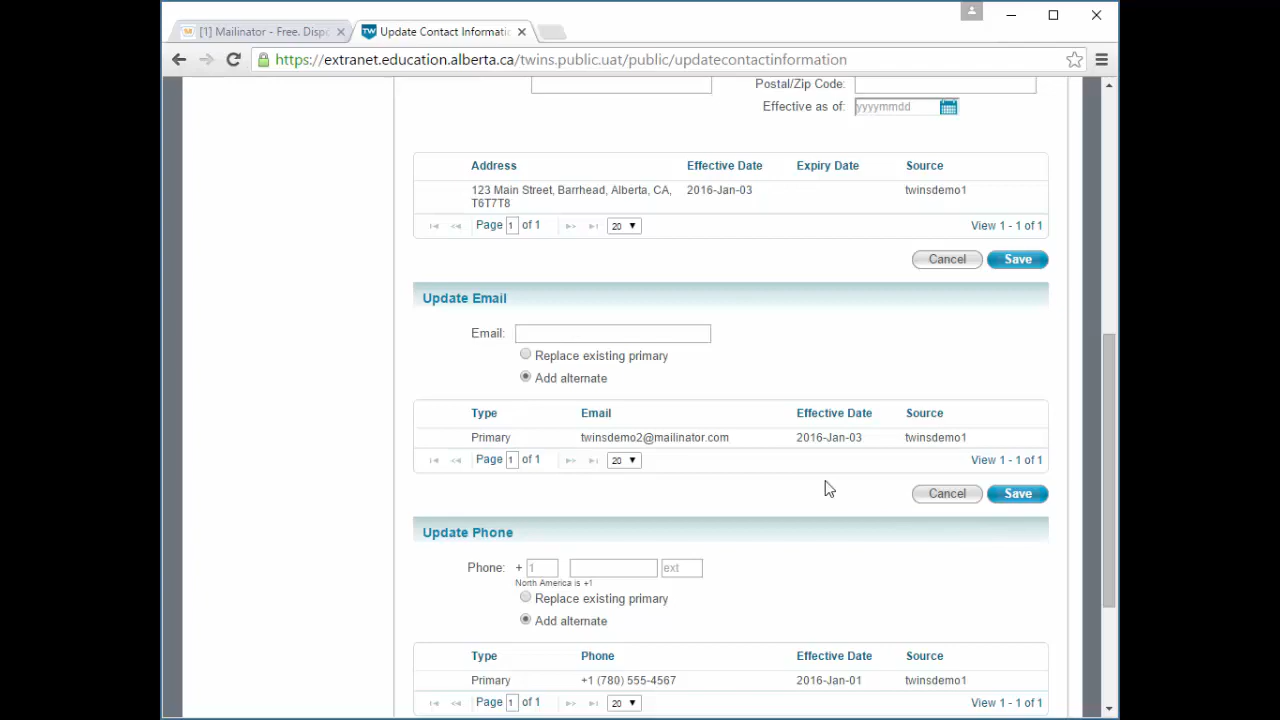 [1] Mailinator - Free. Disp
Update Contact Informati
https://extranet.education.alberta.ca/twins.public.uat/public/updatecontactinformation
Postal/Zip Code:
Effective as of: yyyymmdd
Address Effective Date Expiry Date Source
123 Main Street, Barrhead, Alberta, CA, 2016-Jan-03 twinsdemo1
T6T7T8
Page 1 of 1 20 View 1 - 1 of 1
Cancel Save
Update Email
Email:
Replace existing primary
Add alternate
Type Email Effective Date Source
Primary twinsdemo2@mailinator.com 2016-Jan-03 twinsdemo1
Page 1 of 1 20 View 1 - 1 of 1
Cancel Save
Update Phone
Phone: + 1 ext
North America is +1
Replace existing primary
Add alternate
Type Phone Effective Date Source
Primary +1 (780) 555-4567 2016-Jan-01 twinsdemo1
Page 1 of 1 20 View 1 - 1 of 1